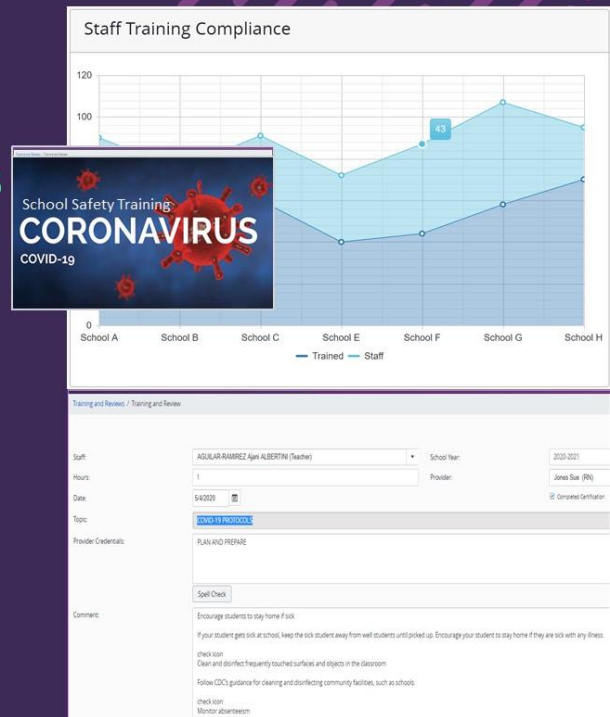 Staff Training Compliance
120
100
43
Training and Reviews / Training and Review
School Safety Training:
CORONAVIRUS
COVID-19
0
School A School B School C School E School F School G School H
Trained Staff
Training and Reviews / Training and Review
Staff: AGUILAR-RAMIREZ Ajani ALBERTINI (Teacher) School Year: 2020-2021
Hours: 1 Provider: Jones Sue (RN)
Date: 5/4/2020 Completed Certification
Topic: COVID-19 PROTOCOLS
Provider Credentials: PLAN AND PREPARE
Spell Check
Comment: Encourage students to stay home if sick
If your student gets sick at school, keep the sick student away from well students until picked up. Encourage your student to stay home if they are sick with any illness.
check icon
Clean and disinfect frequently touched surfaces and objects in the classroom
Follow CDC's guidance for cleaning and disinfecting community facilities, such as schools.
check icon
Monitor absenteeism